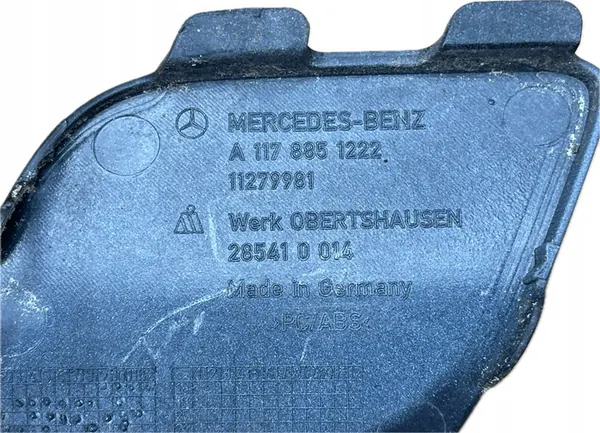 MERCEDES-BENZ
A 117 885 1222
11279981
Werk OBERTSHAUSEN
28541 0 014
Made in Germany
>PC/ABS<